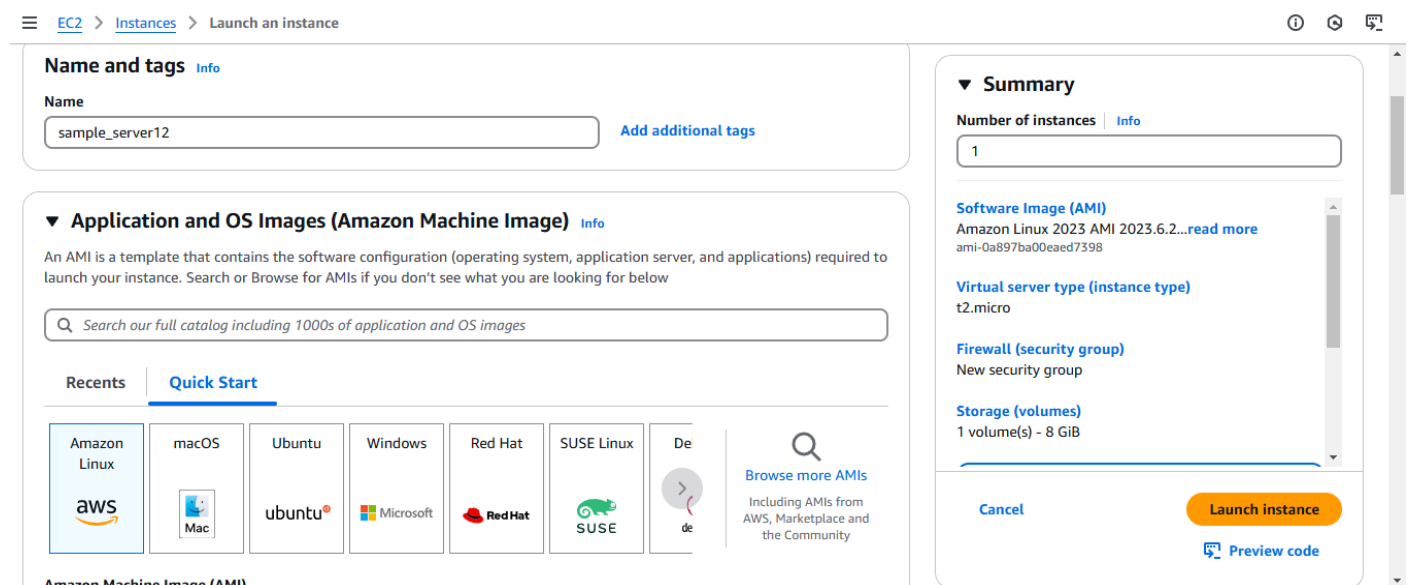 EC2 > Instances > Launch an instance
Name and tags Info
Name
sample_server12
Add additional tags
Application and OS Images (Amazon Machine Image) Info
An AMI is a template that contains the software configuration (operating system, application server, and applications) required to
launch your instance. Search or Browse for AMIs if you don't see what you are looking for below
Search our full catalog including 1000s of application and OS images
Recents
Quick Start
Amazon
Linux
aws
macOS
Mac
Ubuntu
ubuntu
Windows
Microsoft
Red Hat
Red Hat
SUSE Linux
SUSE
De
de
Browse more AMIs
Including AMIs from
AWS, Marketplace and
the Community
Amazon Machine Image (AMI)
Summary
Number of instances Info
1
Software Image (AMI)
Amazon Linux 2023 AMI 2023.6.2...read more
ami-0a897ba00eaed7398
Virtual server type (instance type)
t2.micro
Firewall (security group)
New security group
Storage (volumes)
1 volume(s) - 8 GiB
Cancel
Launch instance
Preview code